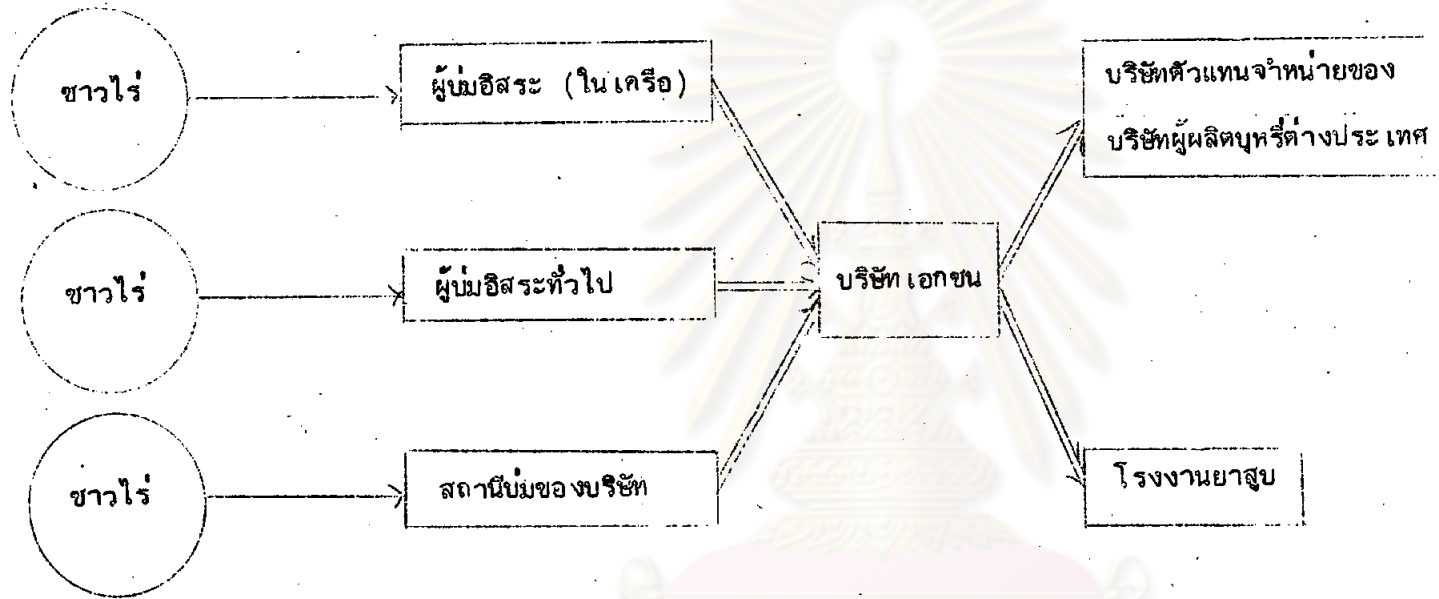 ชาวไร่
ผู้บ่มอิสระ (ในเครือ)
บริษัทตัวแทนจำหน่ายของ
บริษัทผู้ผลิตบุหรี่ต่างประเทศ
ชาวไร่
ผู้บ่มอิสระทั่วไป
บริษัทเอกชน
ชาวไร่
สถานีบ่มของบริษัท
โรงงานยาสูบ